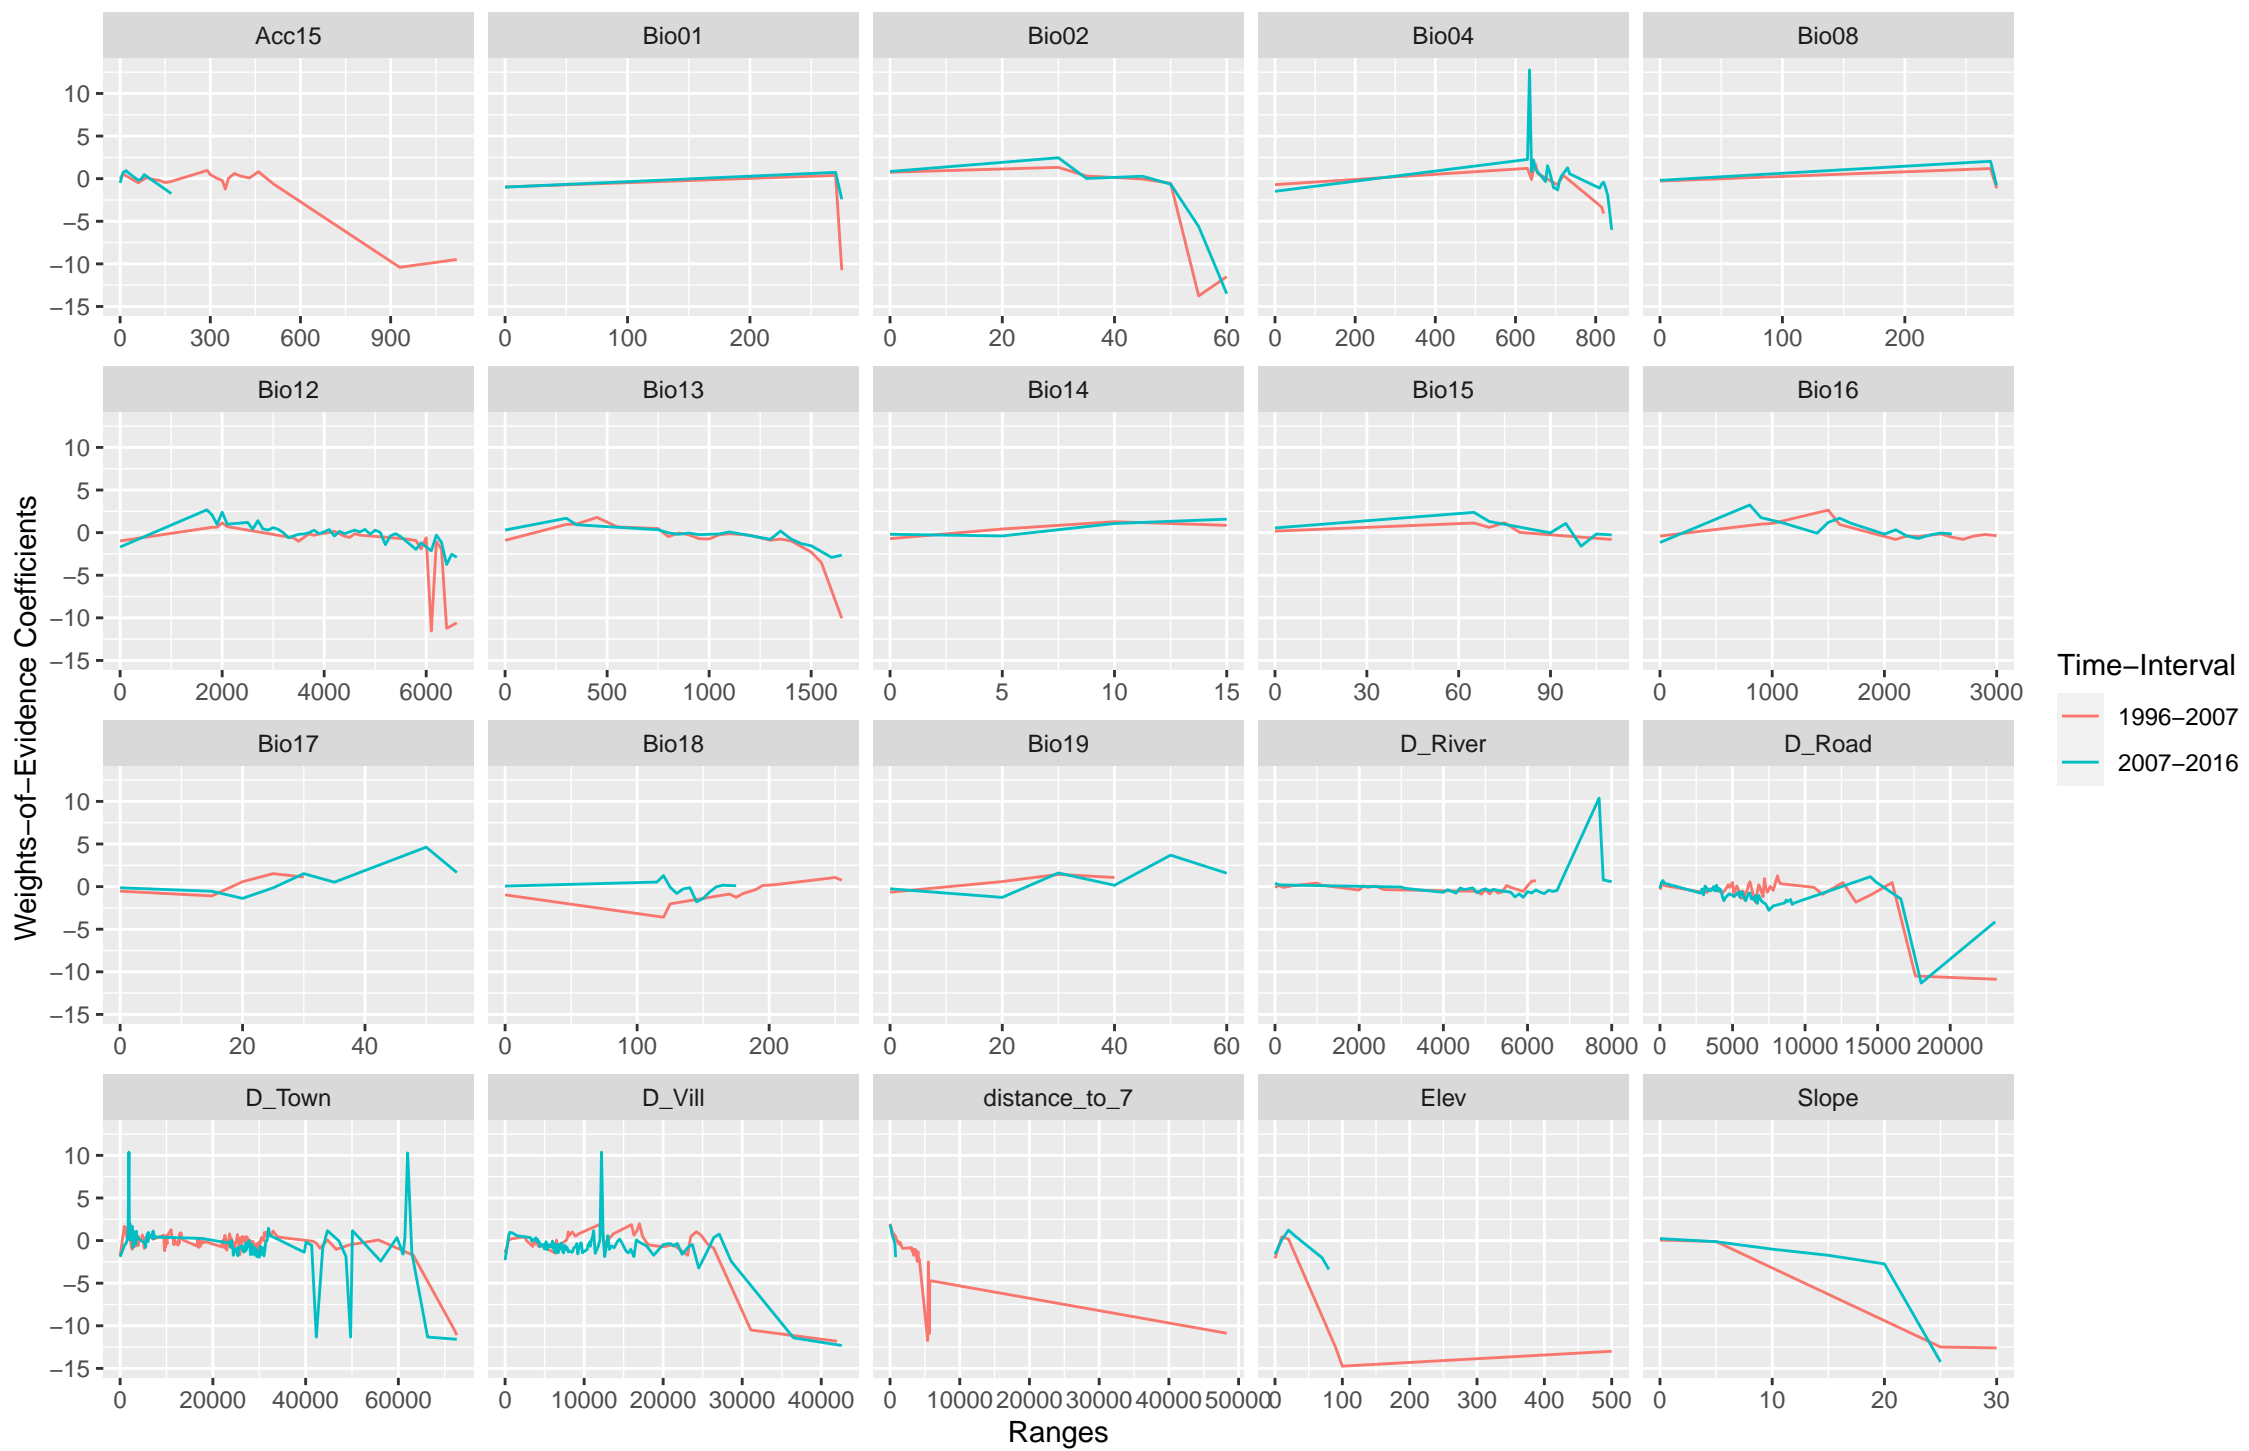 Acc15 Bio01 Bio02 Bio04 Bio08
10
5
0
−5
−10
−15
0 300 600 900 0 100 200 0 20 40 60 0 200 400 600 800 0 100 200
Bio12 Bio13 Bio14 Bio15 Bio16
10
5
0
−5
−10
−15
0 2000 4000 6000 0 500 1000 1500 0 5 10 15 0 30 60 90 0 1000 2000 3000
Bio17 Bio18 Bio19 D_River D_Road
10
5
0
−5
−10
−15
0 20 40 0 100 200 0 20 40 60 0 2000 4000 6000 8000 0 5000 10000 15000 20000
D_Town D_Vill distance_to_7 Elev Slope
10
5
0
−5
−10
−15
0 20000 40000 60000 0 10000 20000 30000 40000 0 10000 20000 30000 40000 50000 0 100 200 300 400 500 0 10 20 30
Ranges
Weights−of−Evidence Coefficients
Time−Interval
1996−2007
2007−2016